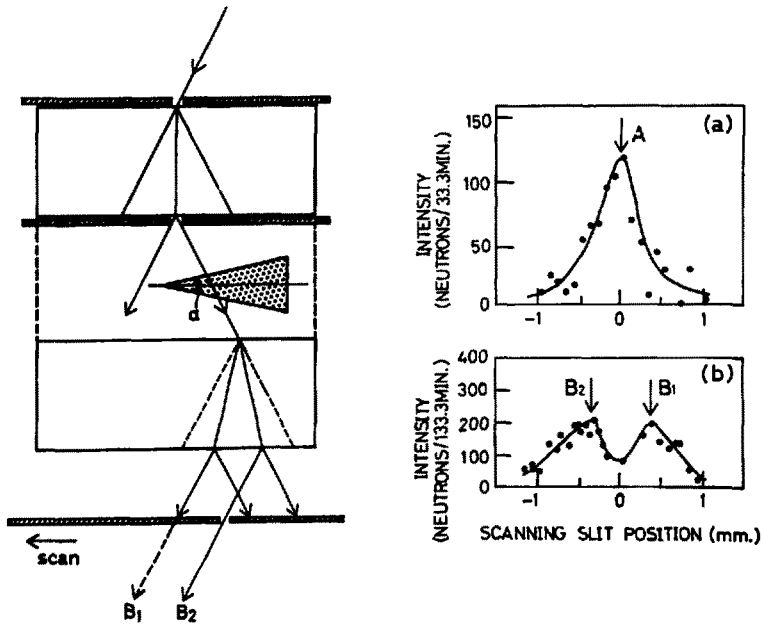 α
scan
B₁
B₂
(a)
A
INTENSITY
(NEUTRONS/33.3MIN.)
150
100
50
0
-1
0
1
(b)
B₂
B₁
INTENSITY
(NEUTRONS/133.3MIN.)
400
300
200
100
0
-1
0
1
SCANNING SLIT POSITION (mm.)